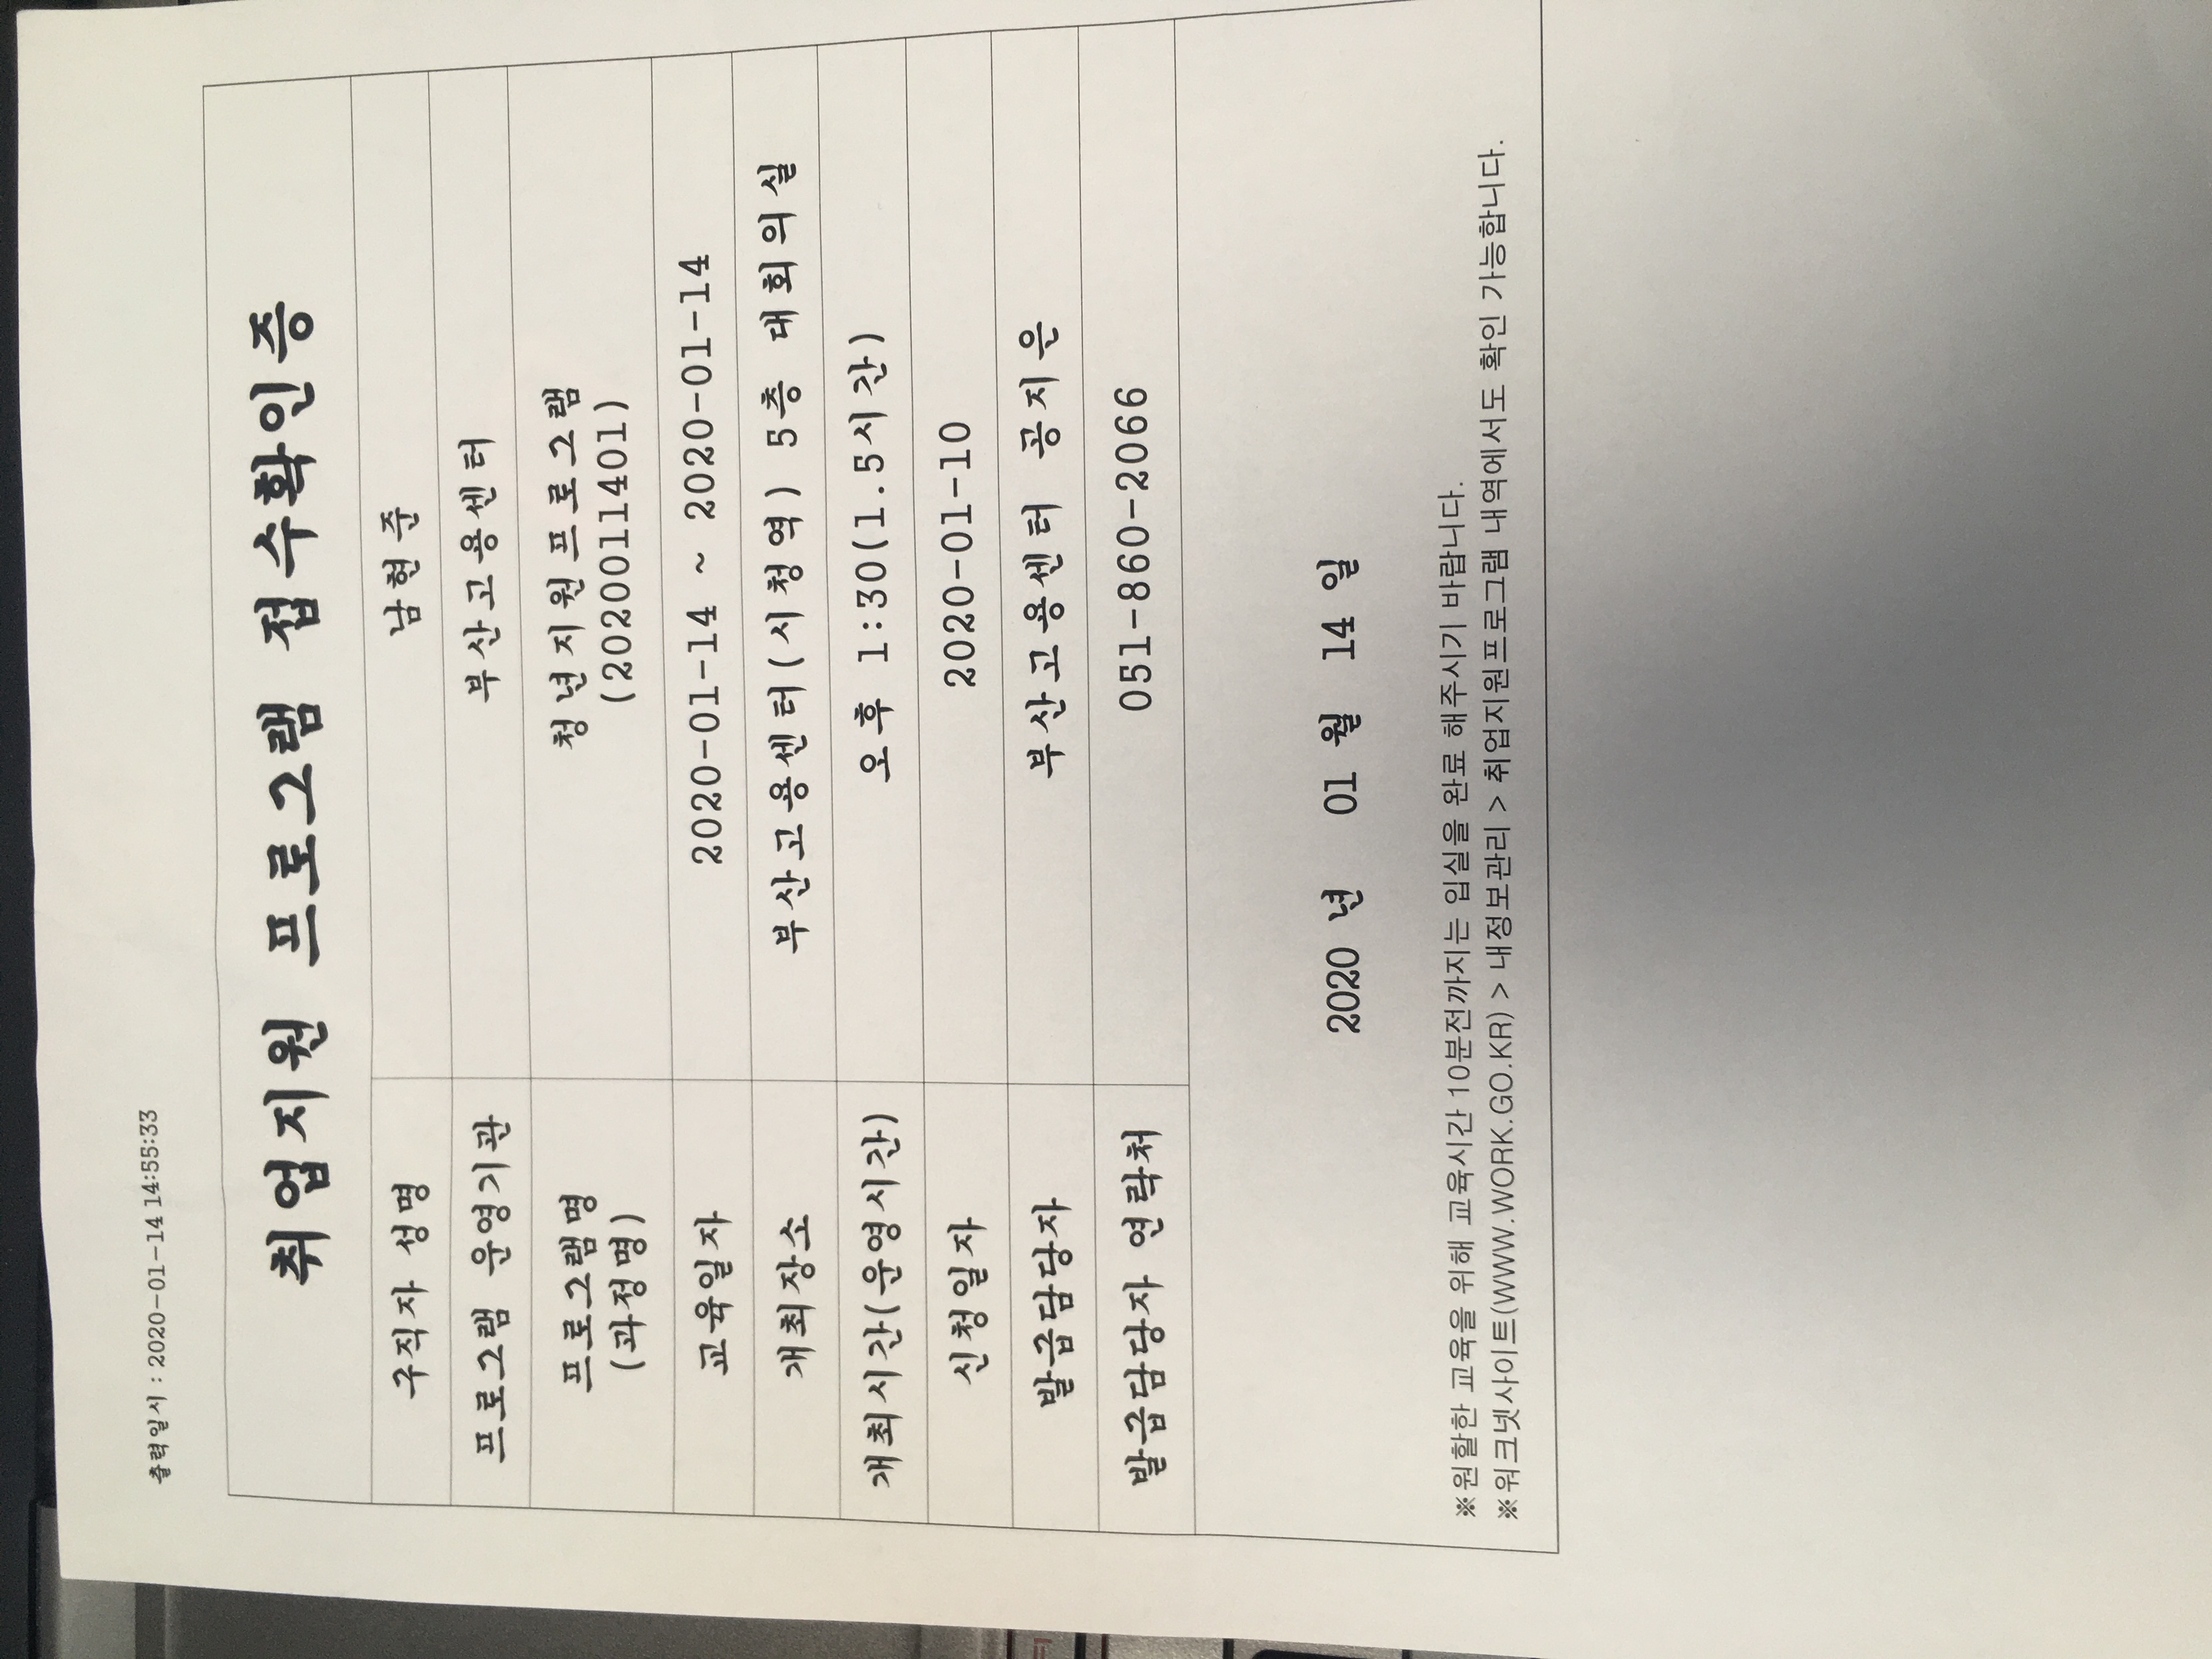 출력일시 : 2020-01-14 14:55:33
취업지원 프로그램 접수확인증
구직자 성명 남현준
프로그램 운영기관 부산고용센터
프로그램명 청년지원프로그램
(과정명) (2020011401)
교육일자 2020-01-14 ~ 2020-01-14
개최장소 부산고용센터(시청역) 5층 대회의실
개최시간(운영시간) 오후 1:30(1.5시간)
신청일자 2020-01-10
발급담당자 부산고용센터 공지은
발급담당자 연락처 051-860-2066
2020 년 01 월 14 일
※원할한 교육을 위해 교육시간 10분전까지는 입실을 완료 해주시기 바랍니다.
※워크넷사이트(WWW.WORK.GO.KR) > 내정보관리 > 취업지원프로그램 내역에서도 확인 가능합니다.